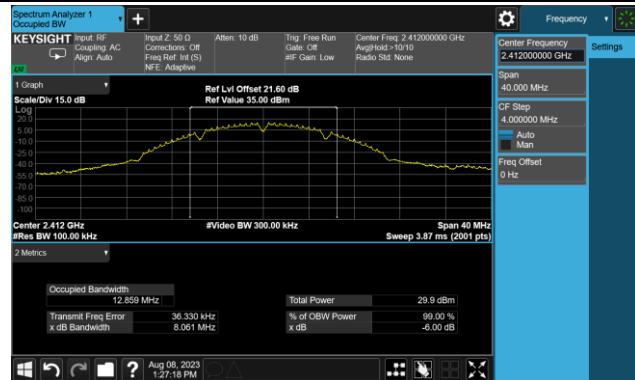 Spectrum Analyzer 1
Occupied BW
+
Frequency
KEYSIGHT
Input: RF
Coupling: AC
Align: Auto
Input Z: 50 Ω
Corrections: Off
Freq Ref: Int (S)
NFE: Adaptive
Atten: 10 dB
Trig: Free Run
Gate: Off
#IF Gain: Low
Center Freq: 2.412000000 GHz
Avg|Hold:>10/10
Radio Std: None
Center Frequency
2.412000000 GHz
Settings
Span
40.000 MHz
CF Step
4.000000 MHz
Auto
Man
Freq Offset
0 Hz
1 Graph
Scale/Div 15.0 dB
Ref Lvl Offset 21.60 dB
Ref Value 35.00 dBm
Log
20.0
5.00
-10.0
-25.0
-40.0
-55.0
-70.0
-85.0
-100
Center 2.412 GHz
#Res BW 100.00 kHz
#Video BW 300.00 kHz
Span 40 MHz
Sweep 3.87 ms (2001 pts)
2 Metrics
Occupied Bandwidth
12.859 MHz
Total Power 29.9 dBm
Transmit Freq Error 36.330 kHz
% of OBW Power 99.00 %
x dB Bandwidth 8.061 MHz
x dB -6.00 dB
?
Aug 08, 2023
1:27:18 PM